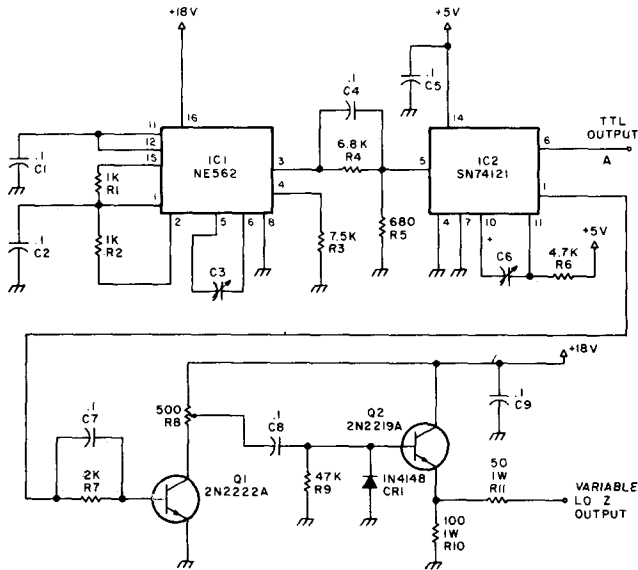 +18V
+5V
.1
C5
.1
C4
16
14
11
12
15
1
IC1
NE562
3
4
6.8K
R4
5
IC2
SN74121
6
1
TTL
OUTPUT
A
.1
C1
1K
R1
.1
C2
1K
R2
2
5
6
8
C3
7.5K
R3
680
R5
4
7
10
11
+
C6
4.7K
R6
+5V
+18V
.1
C7
2K
R7
500
R8
Q1
2N2222A
.1
C8
47K
R9
1N4148
CR1
Q2
2N2219A
.1
C9
50
1W
R11
100
1W
R10
VARIABLE
LO Z
OUTPUT